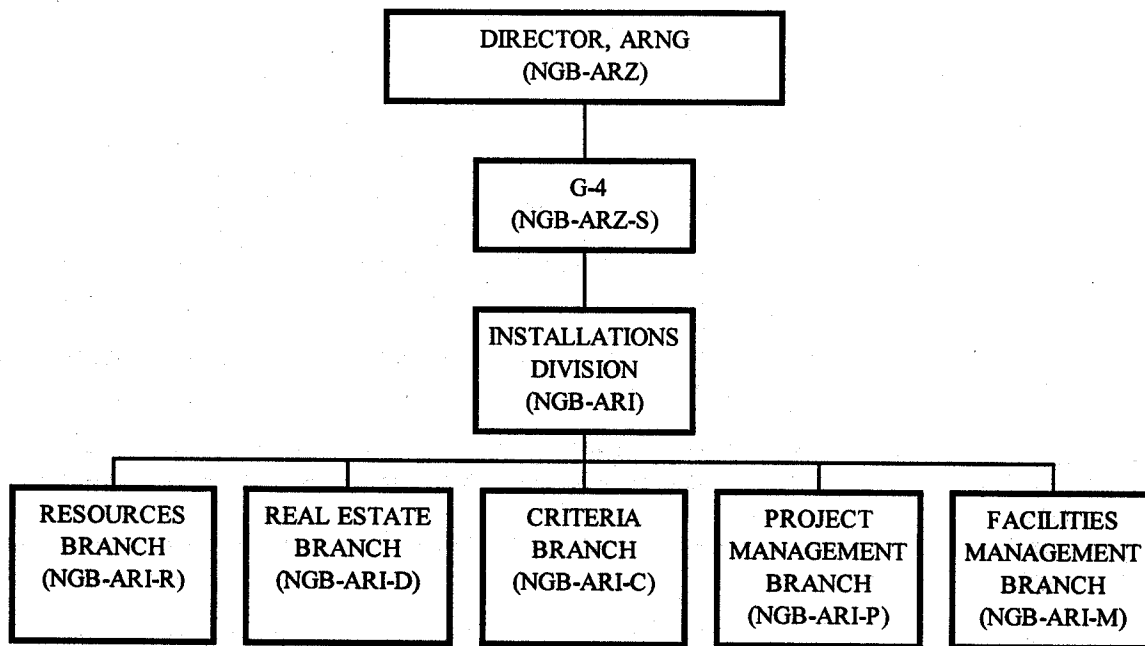 DIRECTOR, ARNG
(NGB-ARZ)
G-4
(NGB-ARZ-S)
INSTALLATIONS
DIVISION
(NGB-ARI)
RESOURCES
BRANCH
(NGB-ARI-R)
REAL ESTATE
BRANCH
(NGB-ARI-D)
CRITERIA
BRANCH
(NGB-ARI-C)
PROJECT
MANAGEMENT
BRANCH
(NGB-ARI-P)
FACILITIES
MANAGEMENT
BRANCH
(NGB-ARI-M)